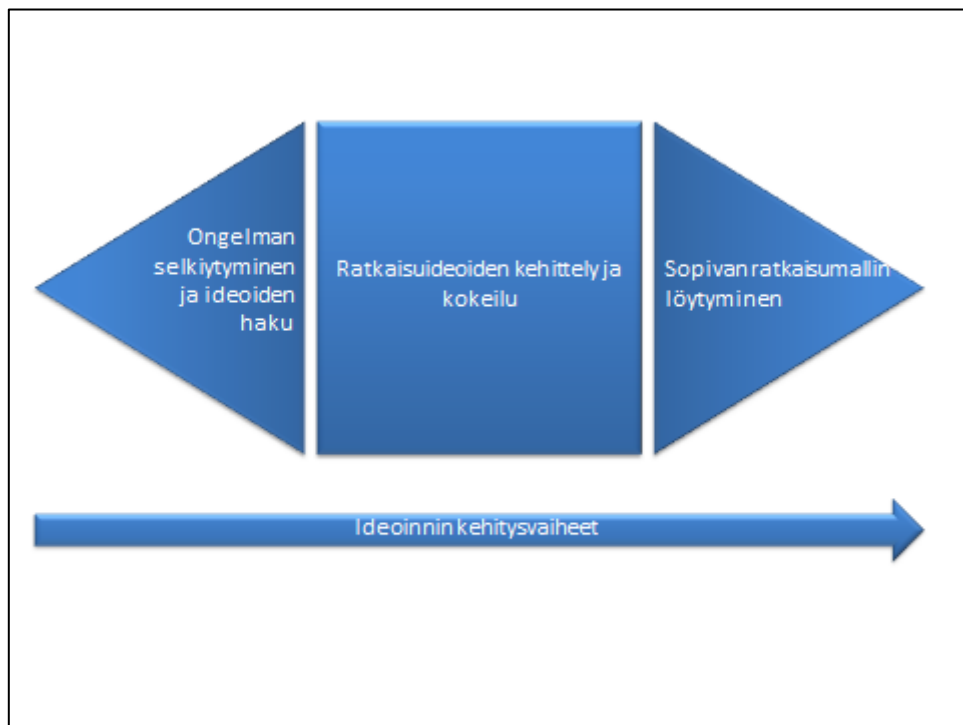 Ongelman
selkiytyminen
ja ideoiden
haku
Ratkaisuideoiden kehittely ja
kokeilu
Sopivan ratkaisumallin
löytyminen
Ideoinnin kehitysvaiheet